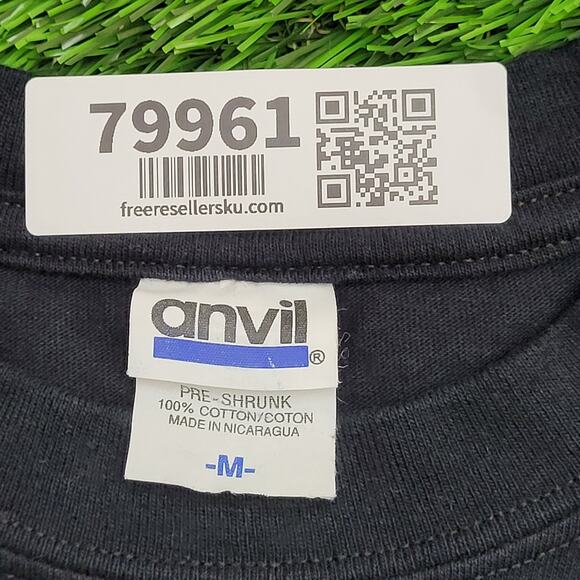 79961
freeresellersku.com
anvil
®
PRE-SHRUNK
100% COTTON/COTON
MADE IN NICARAGUA
-M-